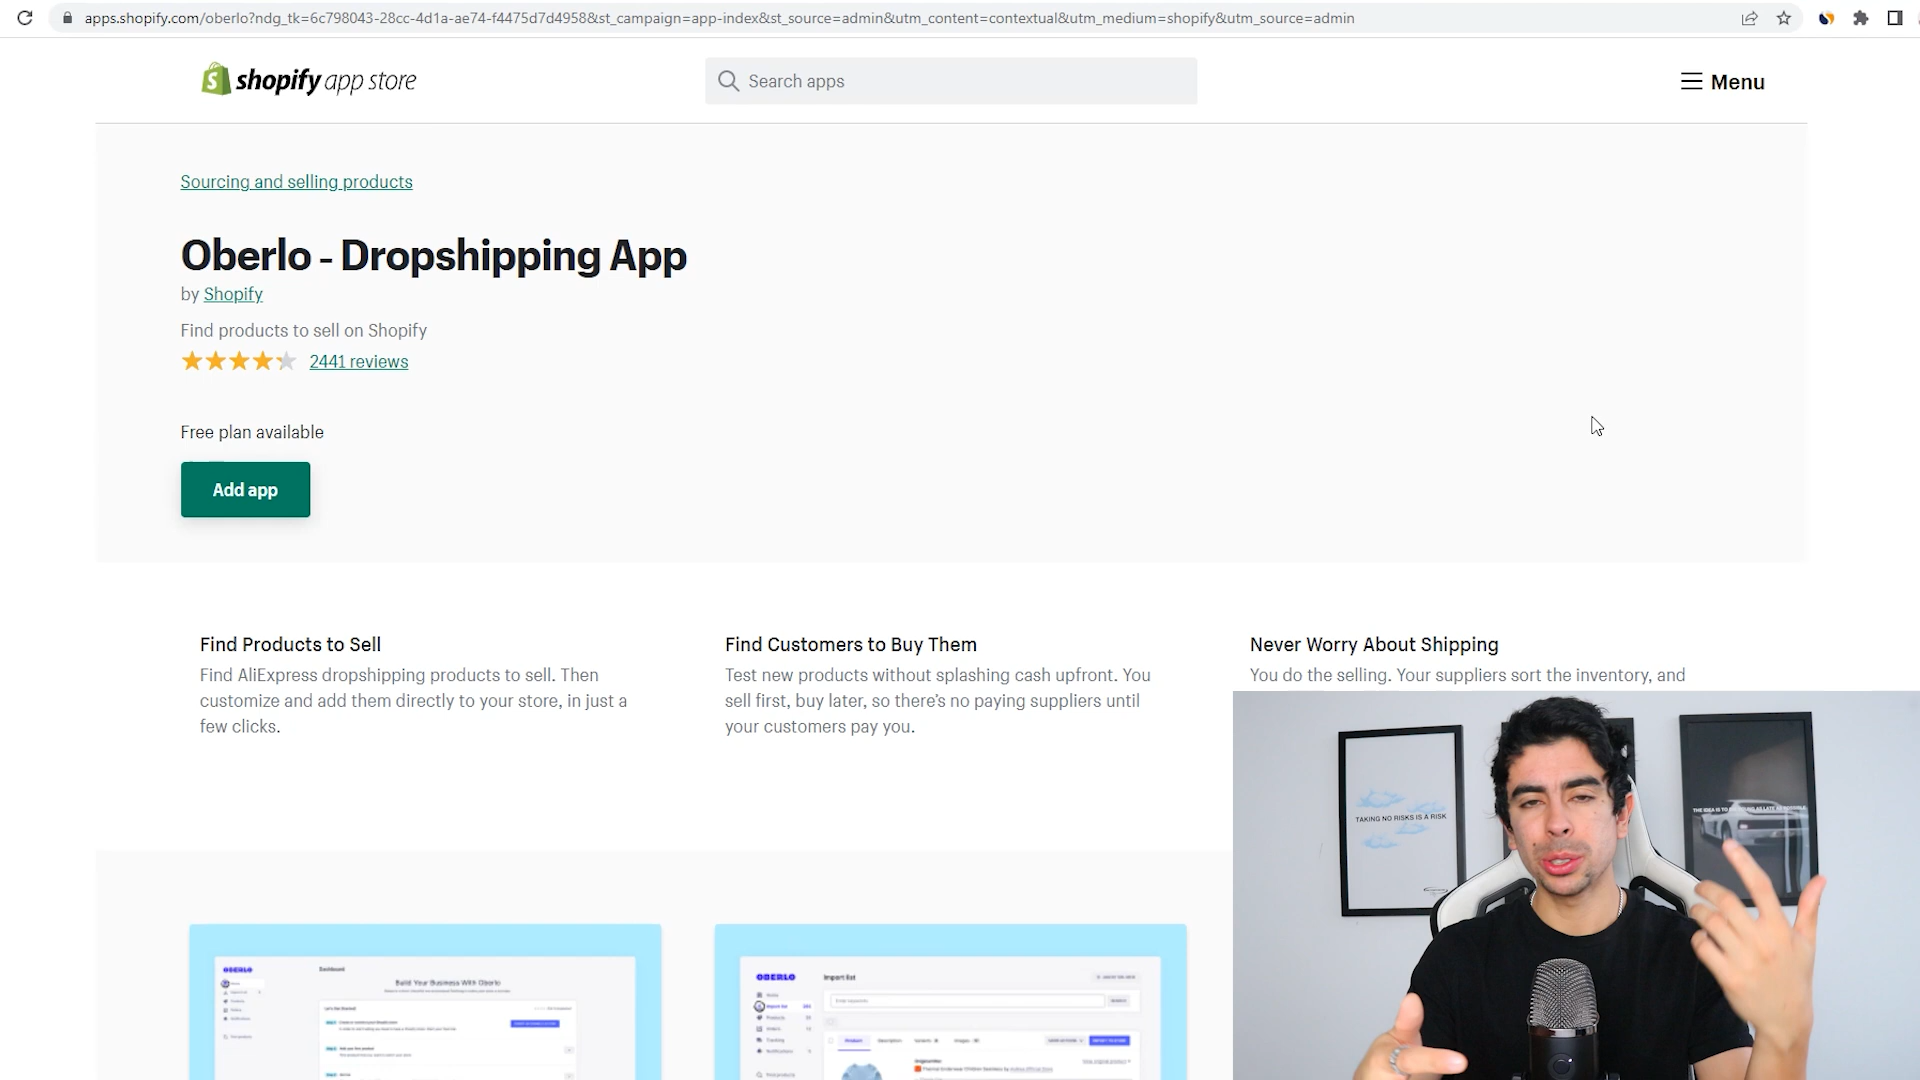 apps.shopify.com/oberlo?ndg_tk=6c798043-28cc-4d1a-ae74-f4475d7d4958&st_campaign=app-index&st_source=admin&utm_content=contextual&utm_medium=shopify&utm_source=admin
shopify app store
Search apps
Menu
Sourcing and selling products
Oberlo - Dropshipping App
by Shopify
Find products to sell on Shopify
2441 reviews
Free plan available
Add app
Find Products to Sell
Find AliExpress dropshipping products to sell. Then
customize and add them directly to your store, in just a
few clicks.
Find Customers to Buy Them
Test new products without splashing cash upfront. You
sell first, buy later, so there's no paying suppliers until
your customers pay you.
Never Worry About Shipping
You do the selling. Your suppliers sort the inventory, and
TAKING NO RISKS IS A RISK
OBERLO
Dashboard
Build Your Business With Oberlo
OBERLO
Import list